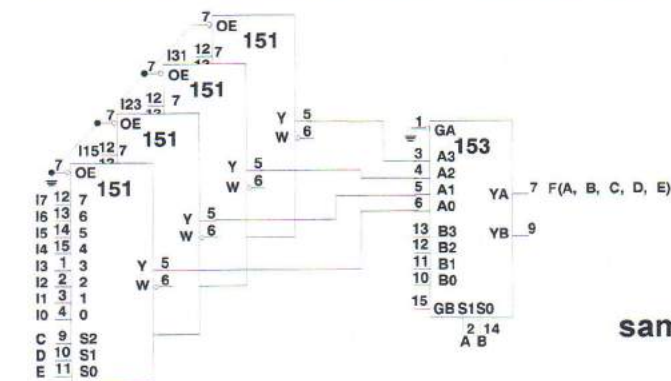 7 OE
151
I31 12 7
7 OE
151
I23 12 7
7 OE
151
I15 12 7
7 OE
151
I7 12 7
I6 13 6
I5 14 5
I4 15 4
I3 1 3
I2 2 2
I1 3 1
I0 4 0
C 9 S2
D 10 S1
E 11 S0
Y 5
W 6
Y 5
W 6
Y 5
W 6
Y 5
W 6
1 GA
153
3 A3
4 A2
5 A1
6 A0
YA 7 F(A, B, C, D, E)
13 B3
12 B2
11 B1
10 B0
YB 9
15 GB S1 S0
2 14
A B
san